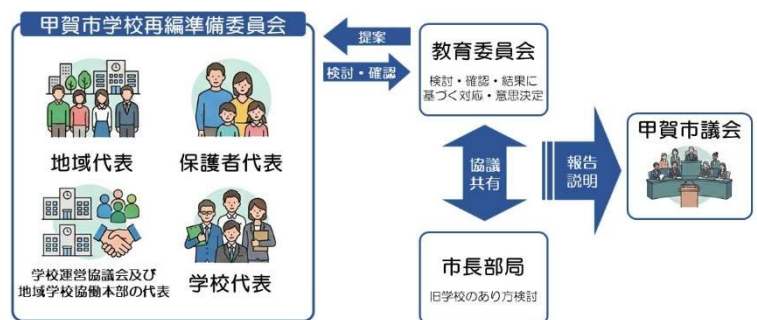 甲賀市学校再編準備委員会
地域代表
保護者代表
学校運営協議会及び
地域学校協働本部の代表
学校代表
提案
検討・確認
教育委員会
検討・確認・結果に
基づく対応・意思決定
協議
共有
報告
説明
甲賀市議会
市長部局
旧学校のあり方検討